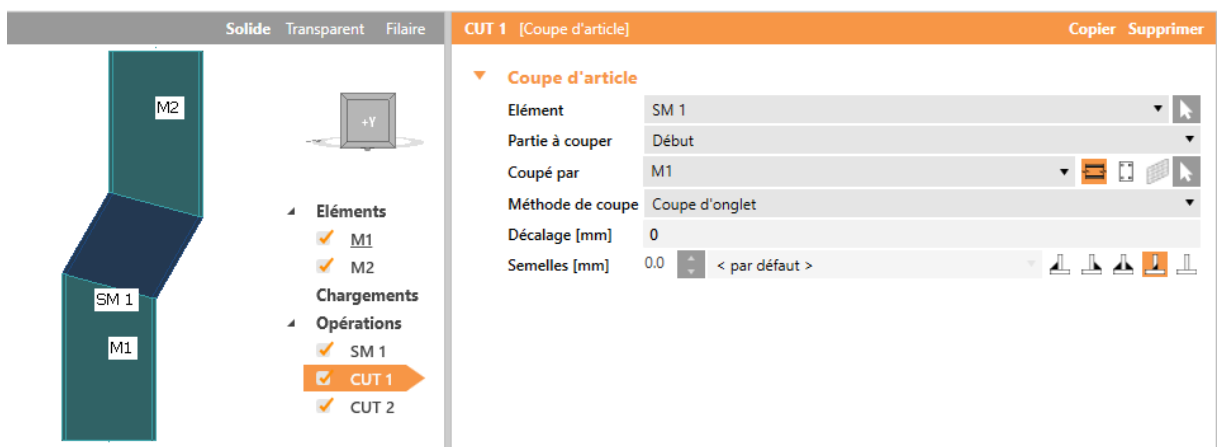 Solide Transparent Filaire
M2
+Y
Eléments
M1
M2
Chargements
Opérations
SM 1
CUT 1
CUT 2
SM 1
M1
CUT 1 [Coupe d'article] Copier Supprimer
Coupe d'article
Elément SM 1
Partie à couper Début
Coupé par M1
Méthode de coupe Coupe d'onglet
Décalage [mm] 0
Semelles [mm] 0.0 < par défaut >